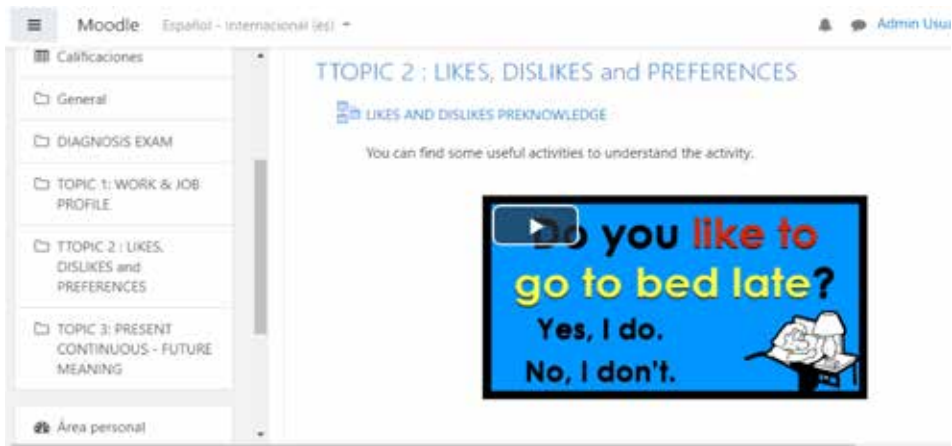 Moodle Español - Internacional (es)
Admin Usua
Calificaciones
General
DIAGNOSIS EXAM
TOPIC 1: WORK & JOB
PROFILE
TTOPIC 2 : LIKES,
DISLIKES and
PREFERENCES
TOPIC 3: PRESENT
CONTINUOUS - FUTURE
MEANING
Área personal
TTOPIC 2 : LIKES, DISLIKES and PREFERENCES
LIKES AND DISLIKES PREKNOWLEDGE
You can find some useful activities to understand the activity.
Do you like to
go to bed late?
Yes, I do.
No, I don't.